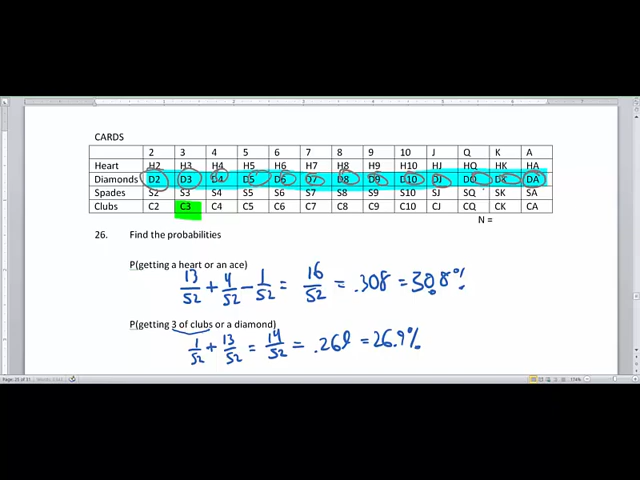 CARDS
2 3 4 5 6 7 8 9 10 J Q K A
Heart H2 H3 H4 H5 H6 H7 H8 H9 H10 HJ HQ HK HA
Diamonds D2 D3 D4 D5 D6 D7 D8 D9 D10 DJ DQ DK DA
Spades S2 S3 S4 S5 S6 S7 S8 S9 S10 SJ SQ SK SA
Clubs C2 C3 C4 C5 C6 C7 C8 C9 C10 CJ CQ CK CA
N =
26. Find the probabilities
P(getting a heart or an ace)
13/52 + 4/52 - 1/52 = 16/52 = .308 = 30.8%
P(getting 3 of clubs or a diamond)
1/52 + 13/52 = 14/52 = .269 = 26.9%